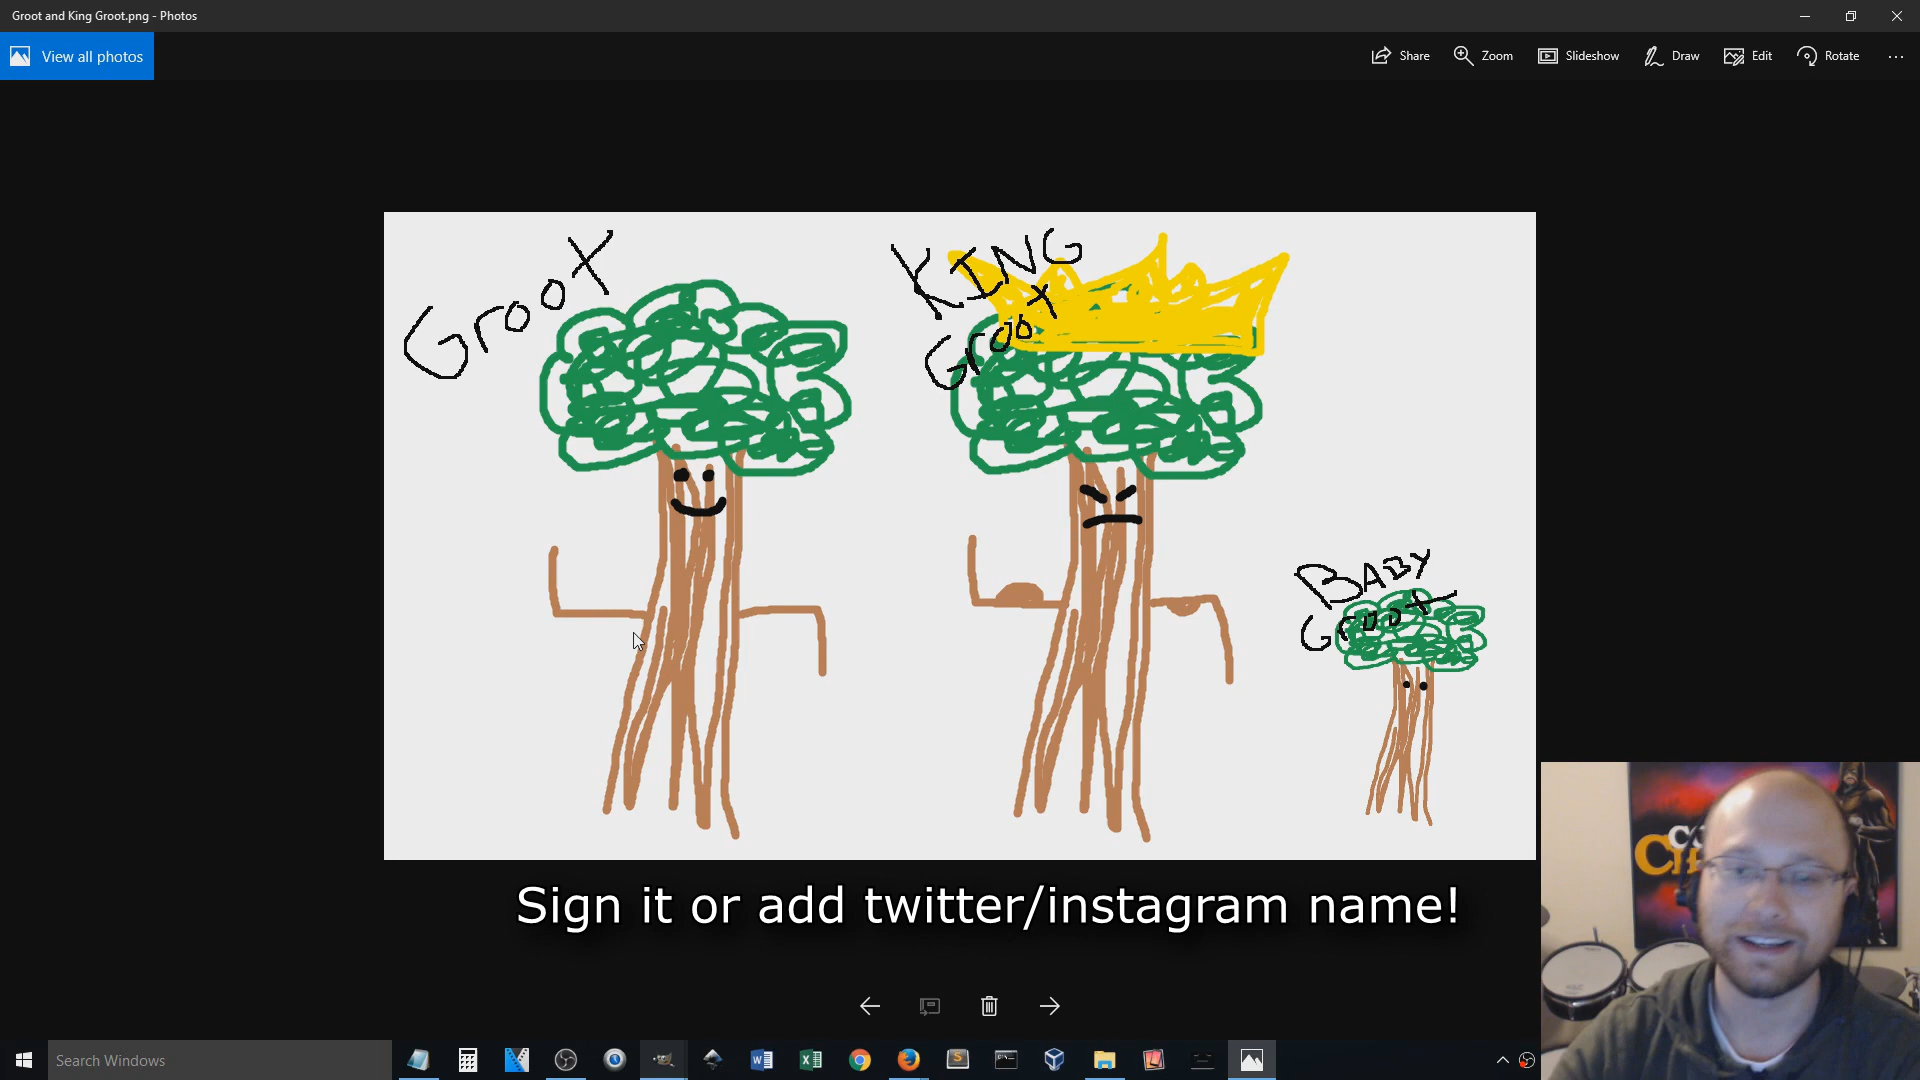 Groot and King Groot.png - Photos
View all photos
Share
Zoom
Slideshow
Draw
Edit
Rotate
Groot
KING
Groot
BABY
Groot
Sign it or add twitter/instagram name!
Search Windows